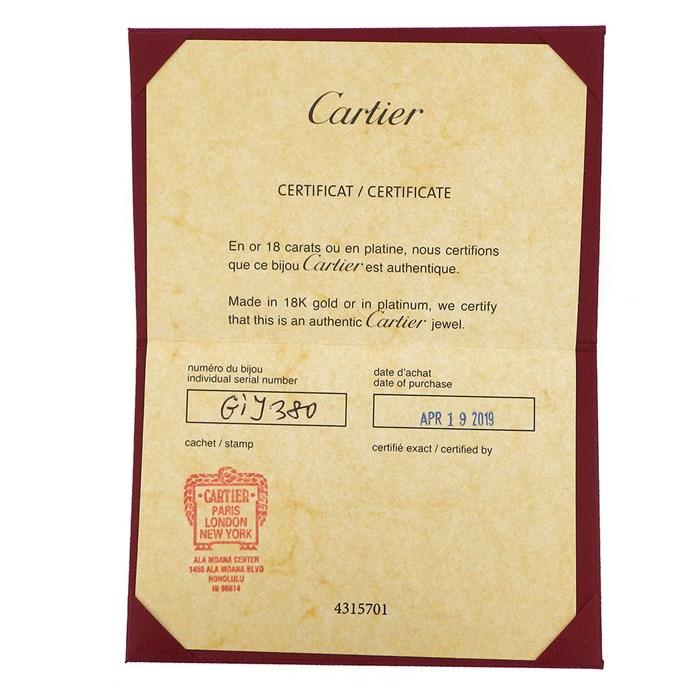 Cartier
CERTIFICAT / CERTIFICATE
En or 18 carats ou en platine, nous certifions
que ce bijou Cartier est authentique.
Made in 18K gold or in platinum, we certify
that this is an authentic Cartier jewel.
numéro du bijou
individual serial number
GiJ380
date d'achat
date of purchase
APR 19 2019
cachet / stamp
certifié exact / certified by
CARTIER
PARIS
LONDON
NEW YORK
ALA MOANA CENTER
1450 ALA MOANA BLVD
HONOLULU
HI 96814
4315701